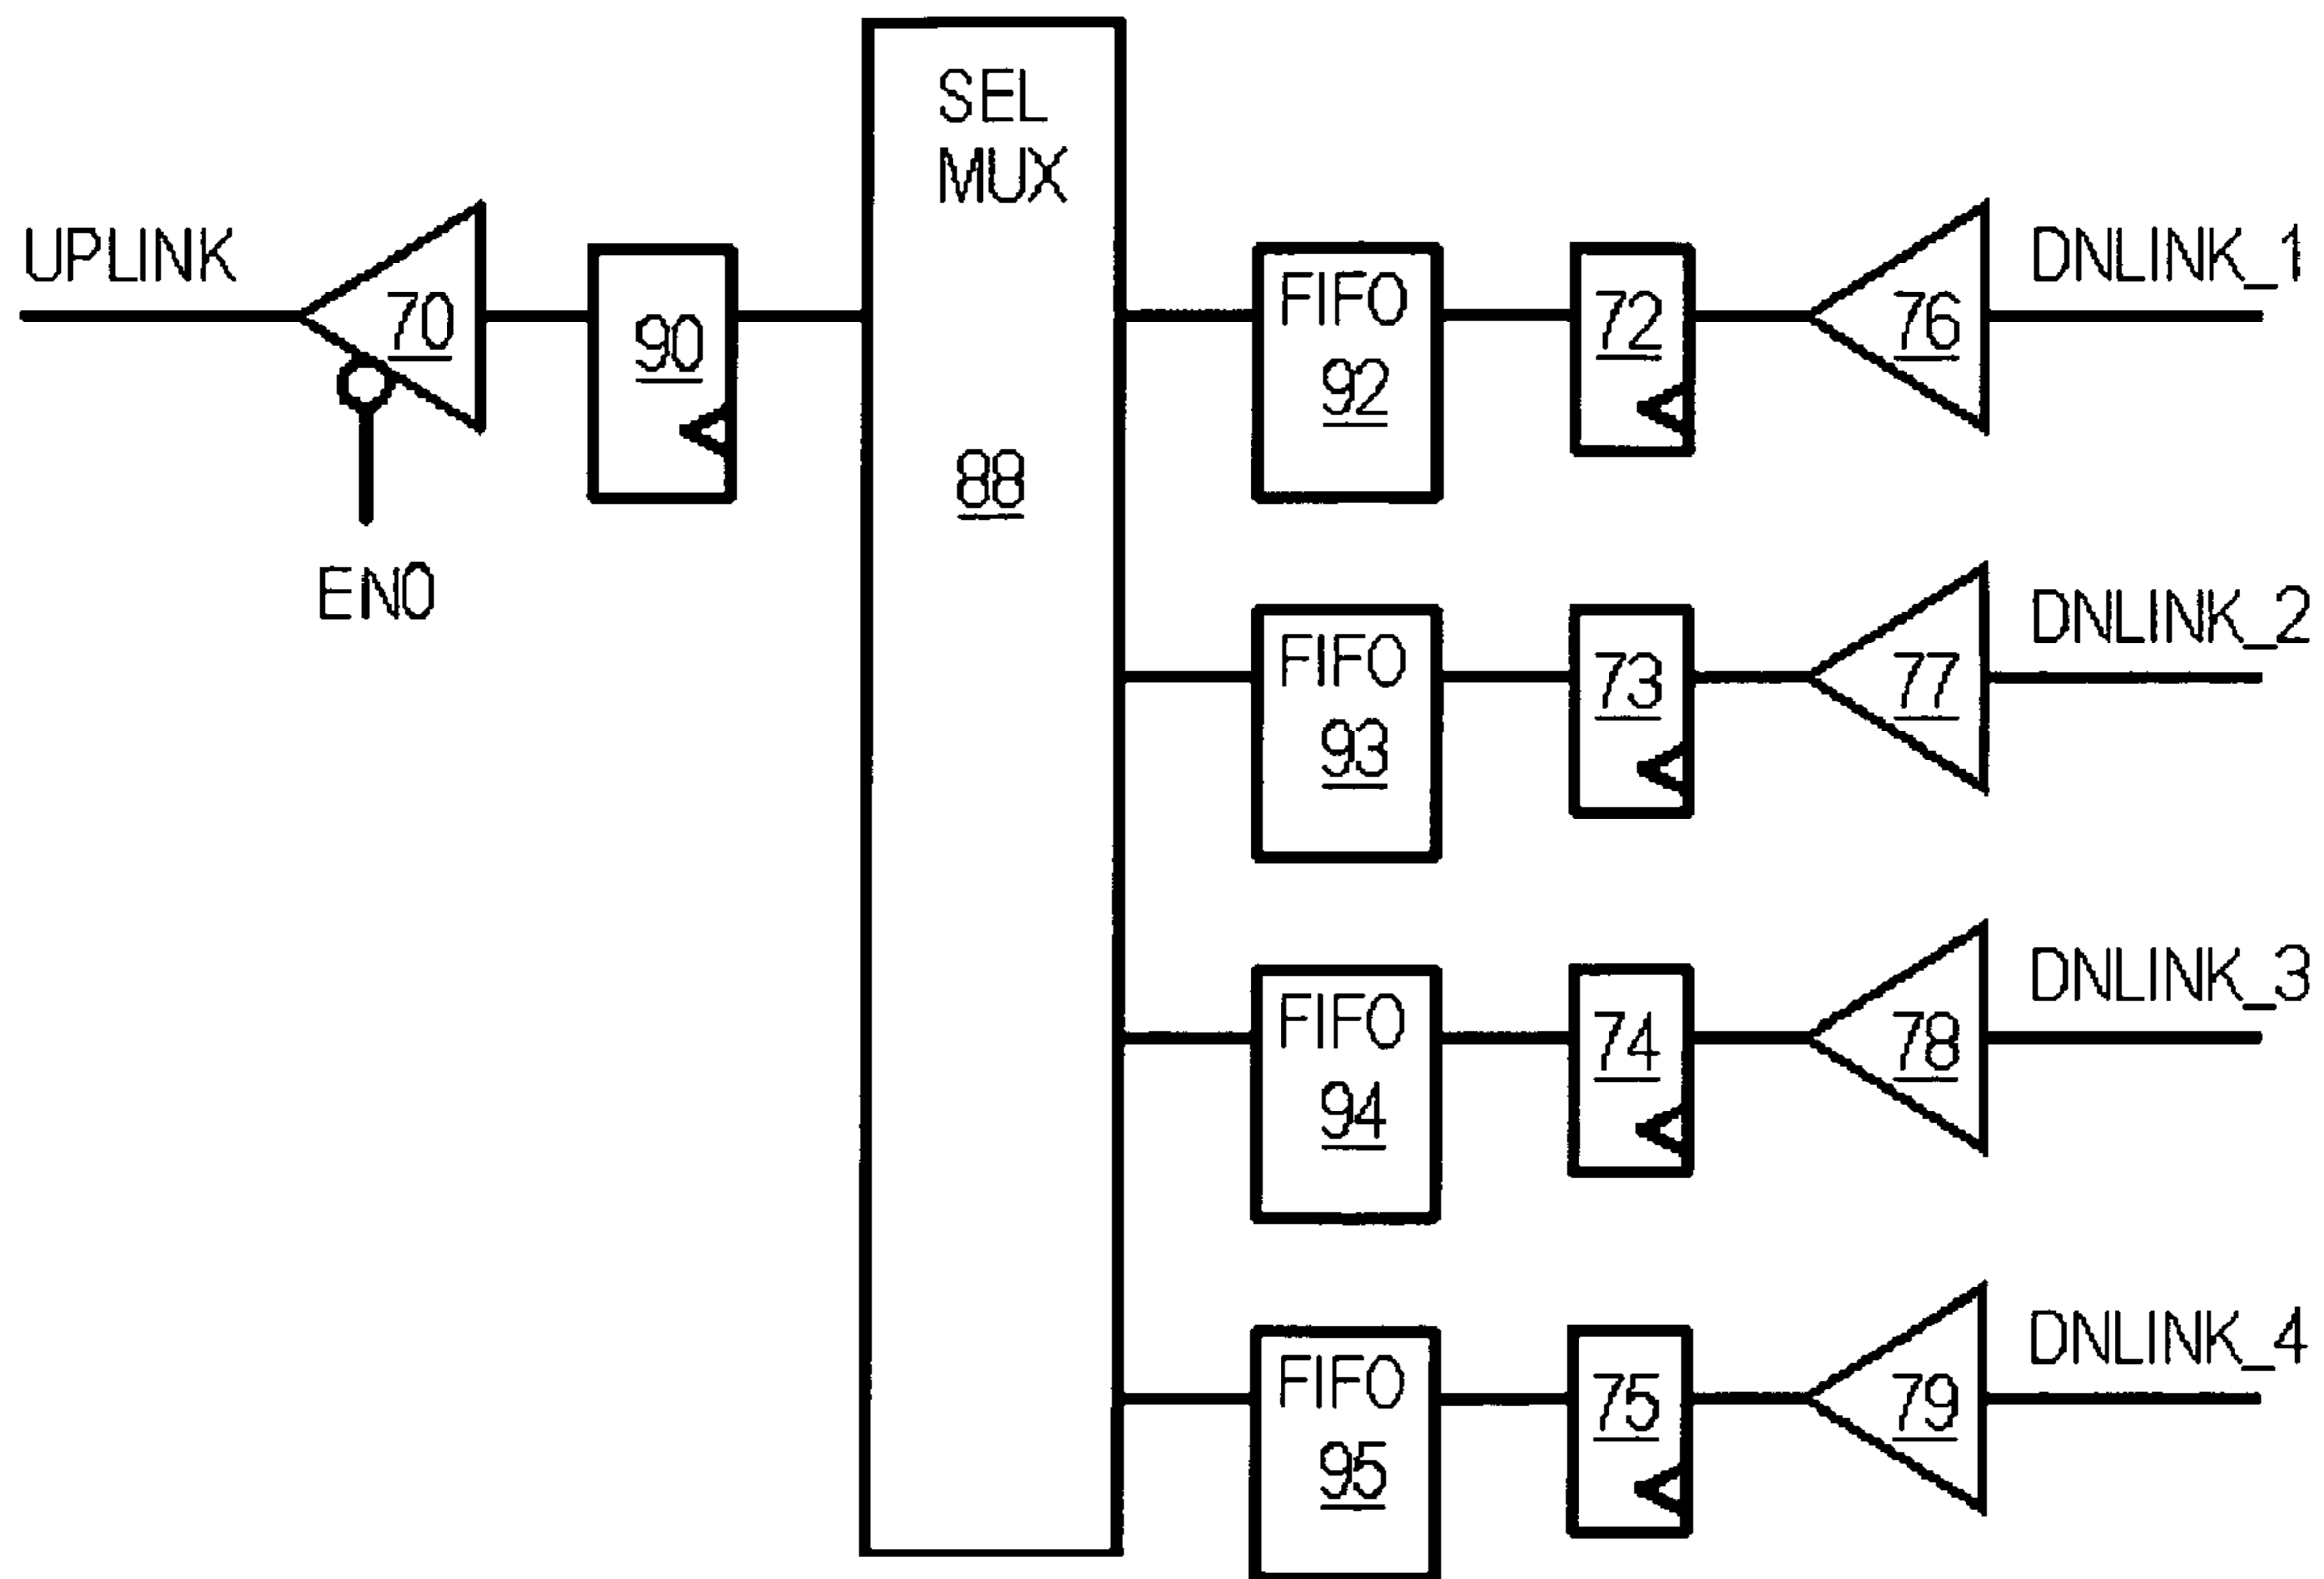 SEL
MUX
88
UPLINK
70
EN0
90
FIFO
92
72
76
DNLINK_1
FIFO
93
73
77
DNLINK_2
FIFO
94
74
78
DNLINK_3
FIFO
95
75
79
DNLINK_4